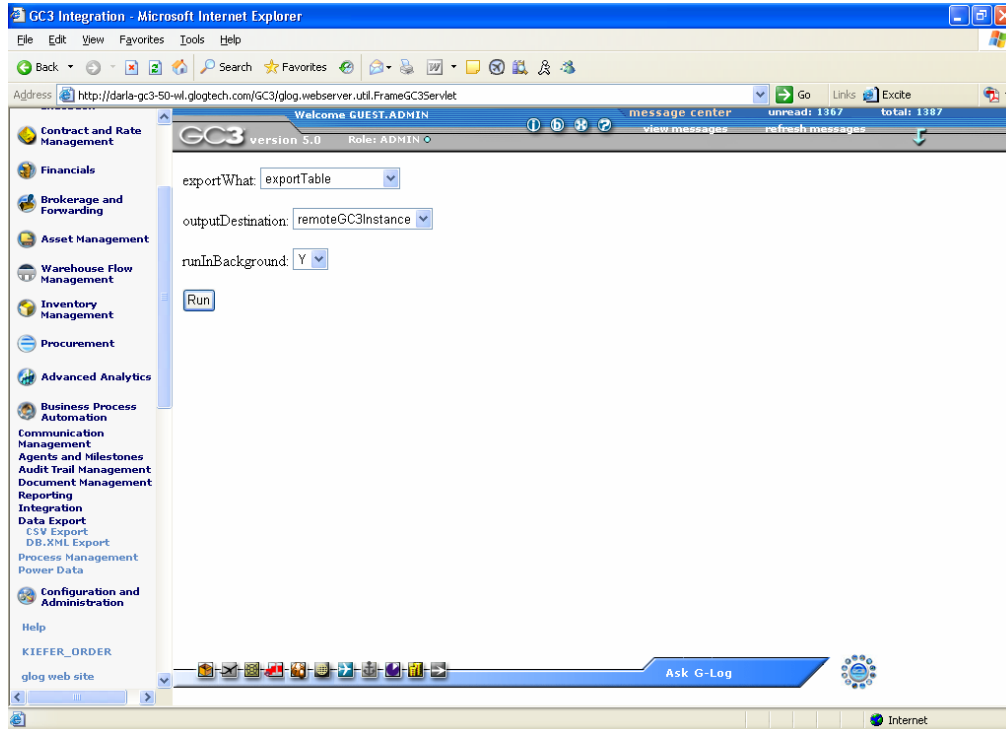 GC3 Integration - Microsoft Internet Explorer
File Edit View Favorites Tools Help
Back Search Favorites
Address http://darla-gc3-50-wl.glogtech.com/GC3/glog.webserver.util.FrameGC3Servlet Go Links Excite
Welcome GUEST.ADMIN message center unread: 1367 total: 1387
GC3 version 5.0 Role: ADMIN view messages refresh messages
Contract and Rate
Management
Financials
Brokerage and
Forwarding
Asset Management
Warehouse Flow
Management
Inventory
Management
Procurement
Advanced Analytics
Business Process
Automation
Communication
Management
Agents and Milestones
Audit Trail Management
Document Management
Reporting
Integration
Data Export
CSV Export
DB.XML Export
Process Management
Power Data
Configuration and
Administration
Help
KIEFER_ORDER
glog web site
exportWhat: exportTable
outputDestination: remoteGC3Instance
runInBackground: Y
Run
Ask G-Log
Internet